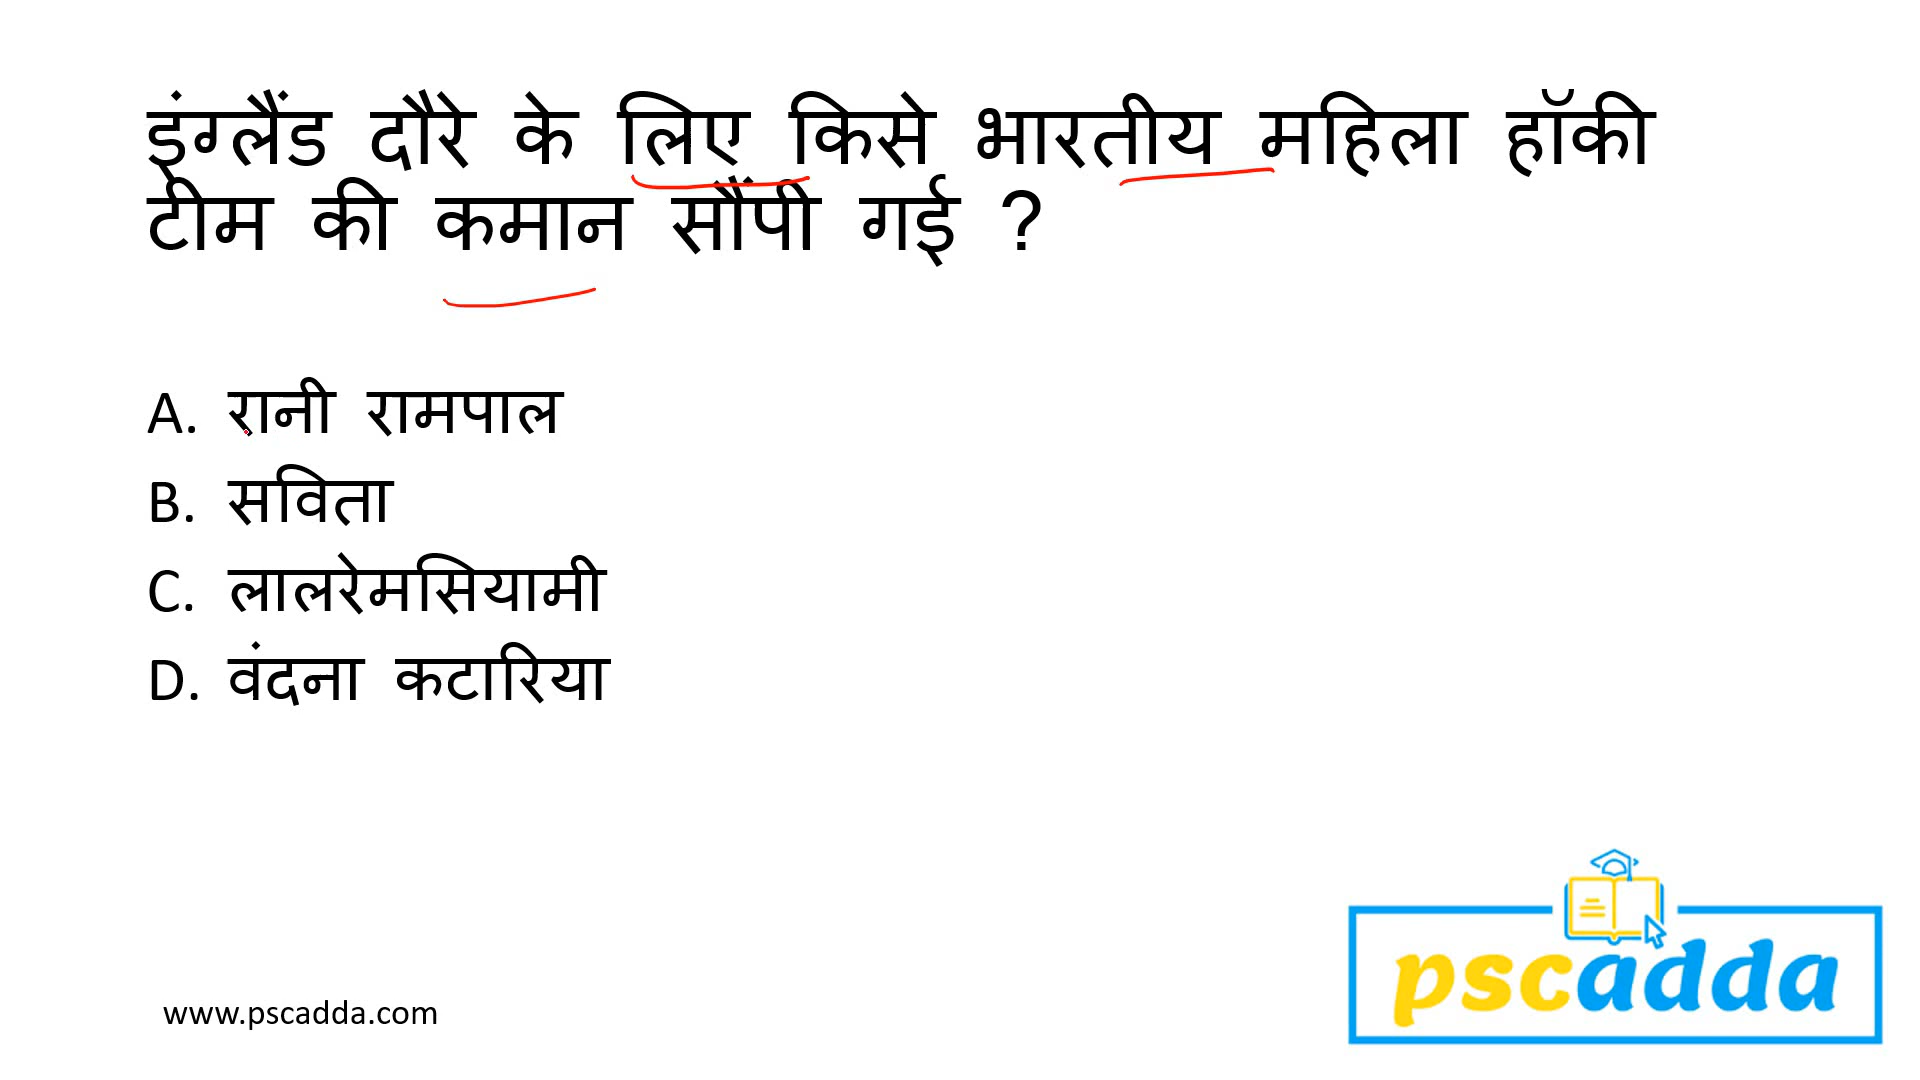 इंग्लैंड दौरे के लिए किसे भारतीय महिला हॉकी
टीम की कमान सौंपी गई ?
A. रानी रामपाल
B. सविता
C. लालरेमसियामी
D. वंदना कटारिया
www.pscadda.com
pscadda